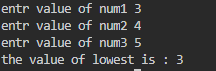 entr value of num1 3
entr value of num2 4
entr value of num3 5
the value of lowest is : 3